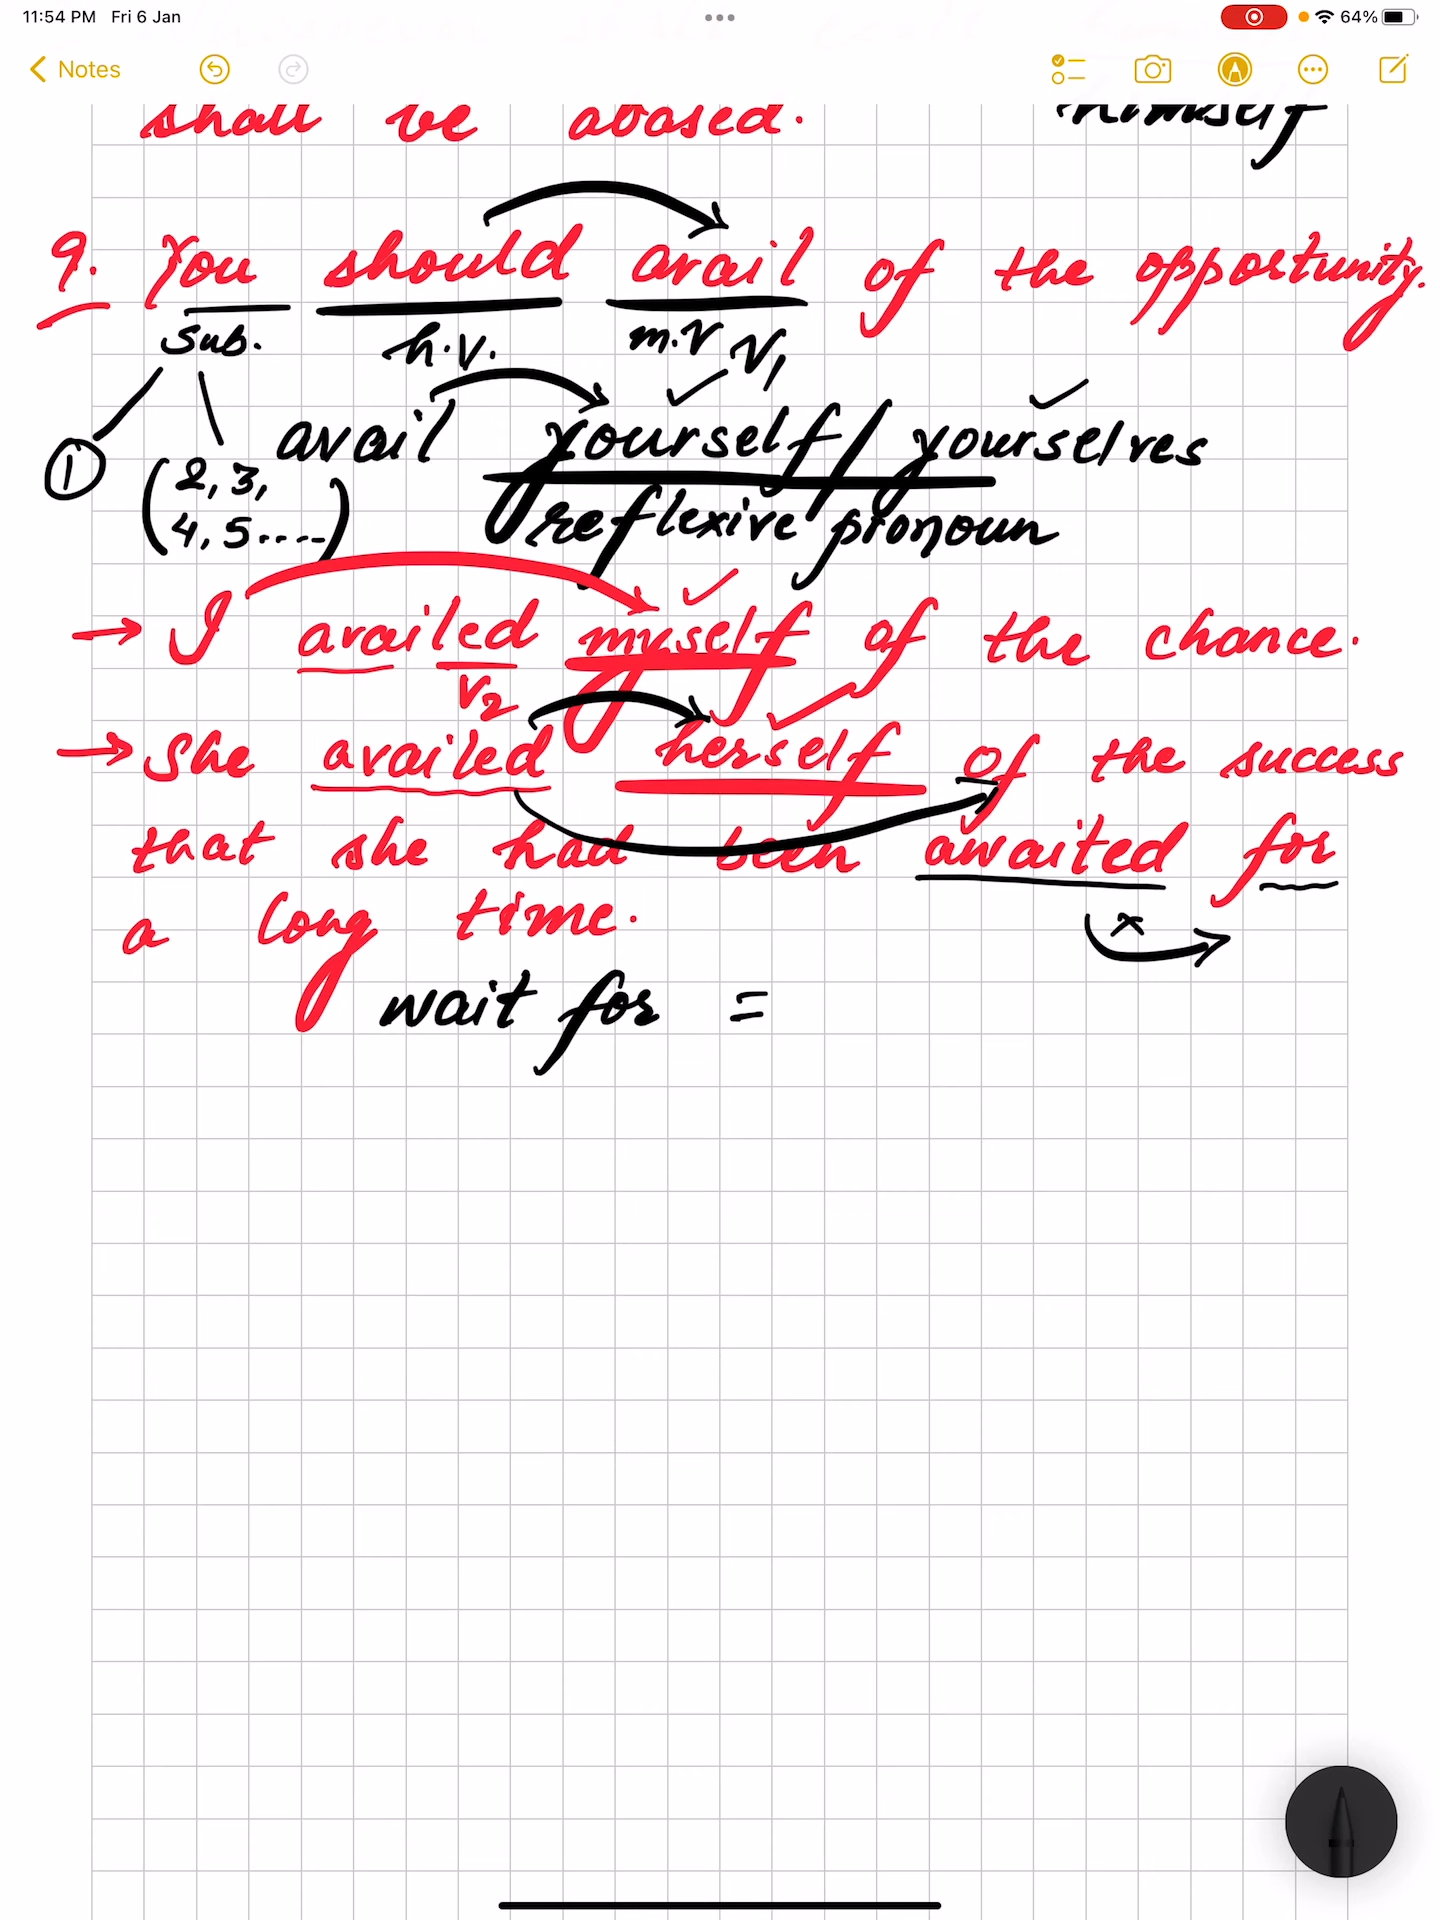 11:54 PM Fri 6 Jan
64%
Notes
shall be abased. himself
9. You should avail of the opportunity.
sub. h.v. m.v V1
avail yourself / yourselves
1 (2, 3, 4, 5....) reflexive pronoun
→ I availed myself of the chance.
V2
→ She availed herself of the success
that she had been awaited for
x
a long time.
wait for =